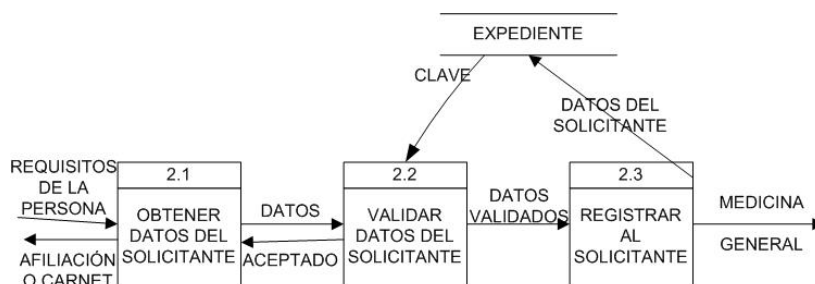 EXPEDIENTE
CLAVE
DATOS DEL
SOLICITANTE
REQUISITOS
DE LA
PERSONA
AFILIACIÓN
O CARNET
2.1
OBTENER
DATOS DEL
SOLICITANTE
DATOS
ACEPTADO
2.2
VALIDAR
DATOS DEL
SOLICITANTE
DATOS
VALIDADOS
2.3
REGISTRAR
AL
SOLICITANTE
MEDICINA
GENERAL